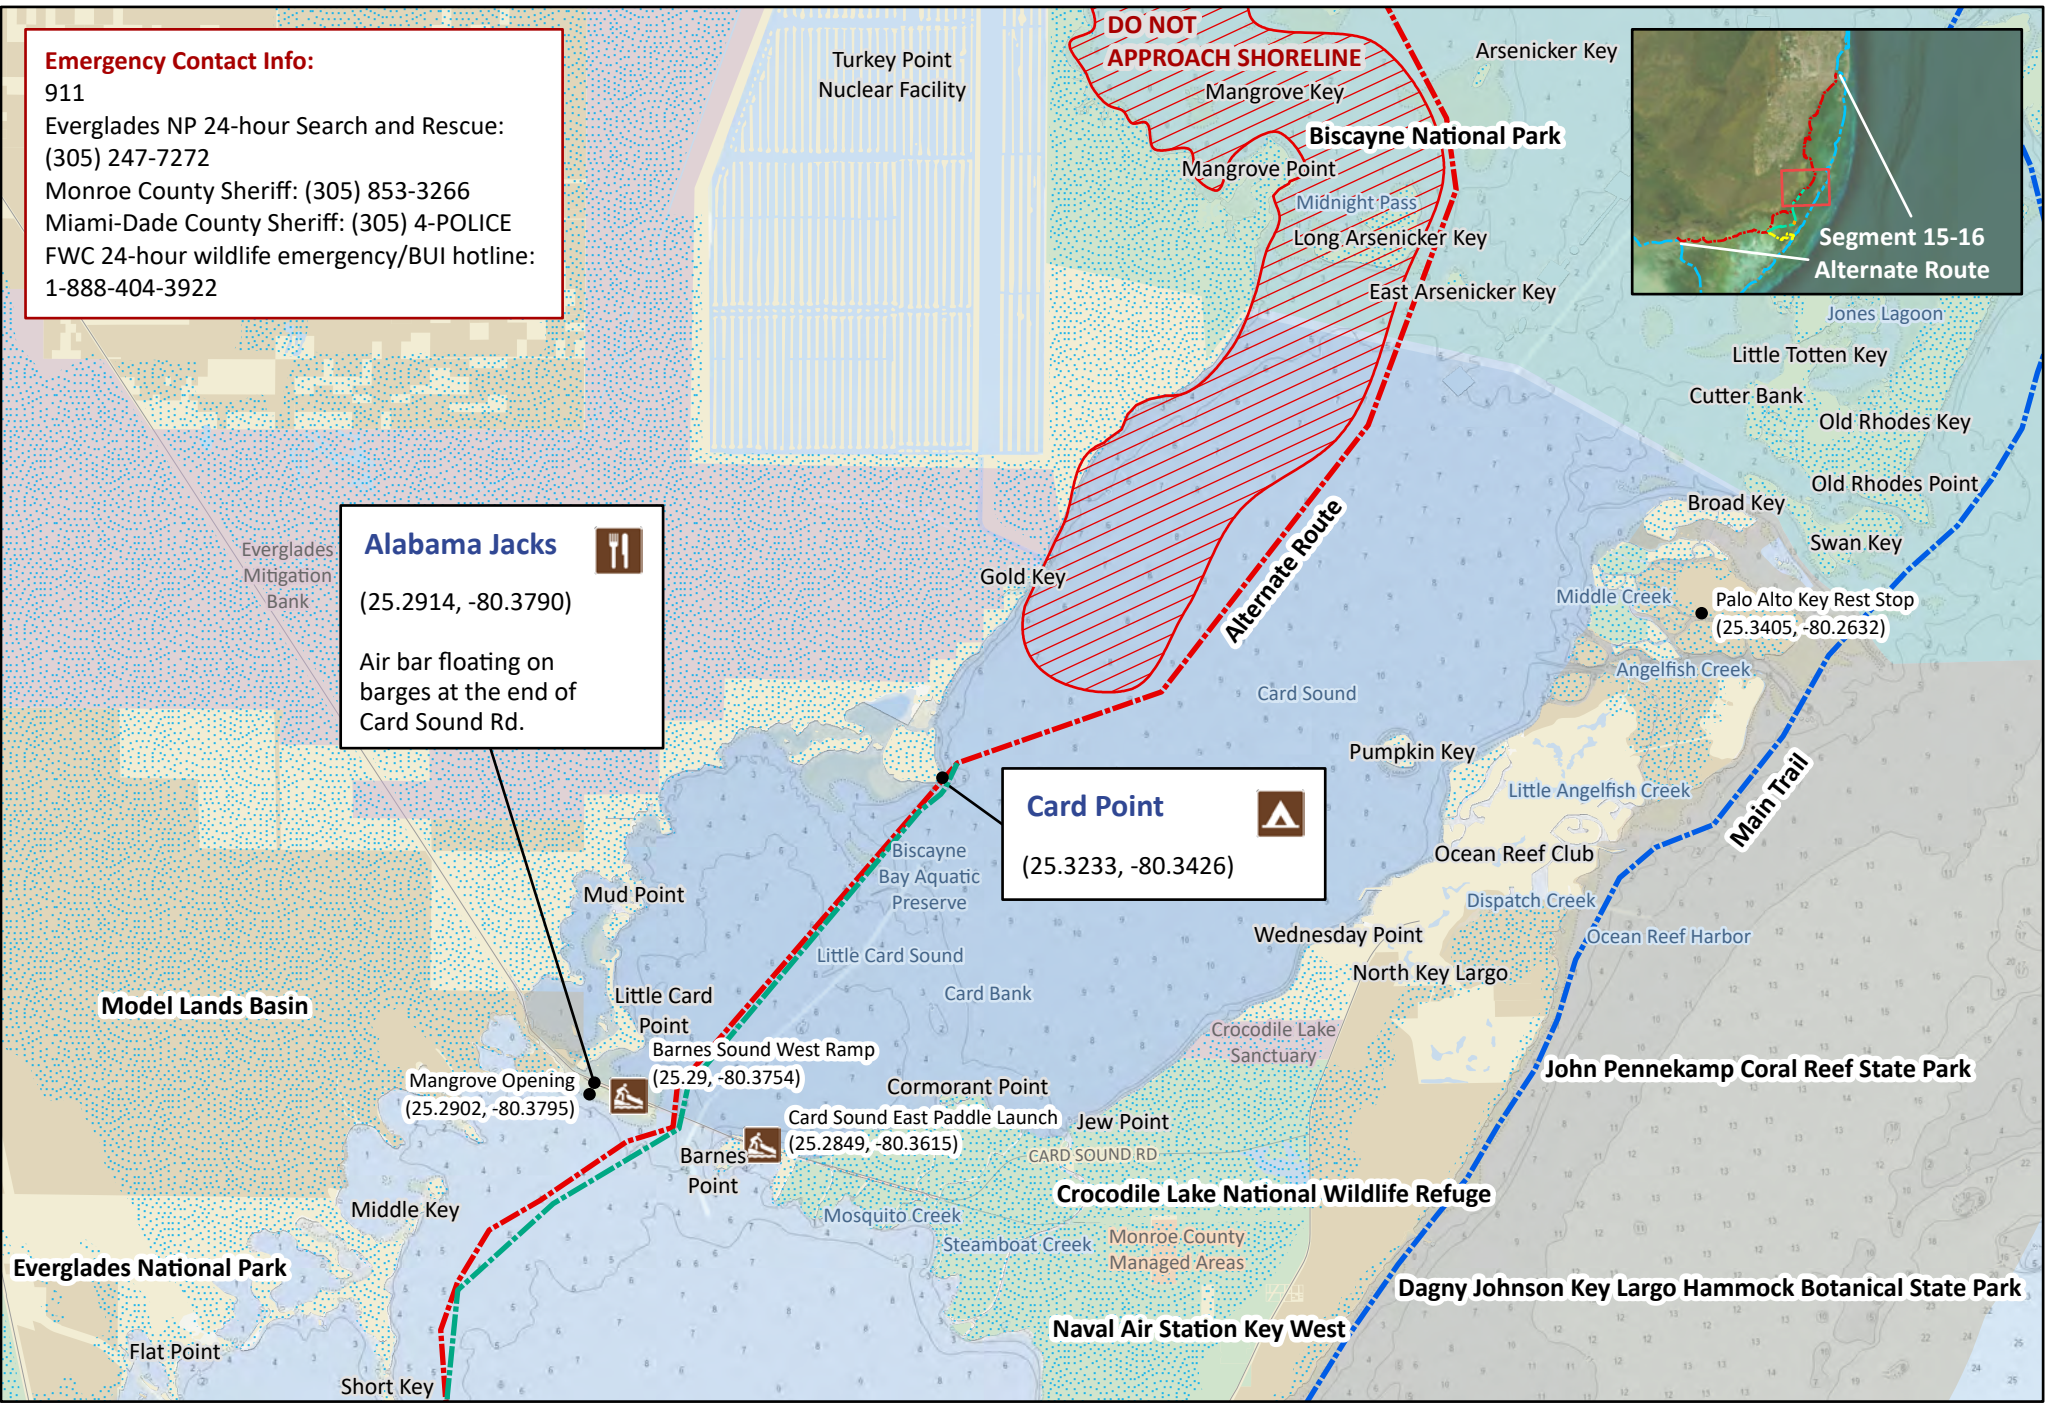 Emergency Contact Info:
911
Everglades NP 24-hour Search and Rescue:
(305) 247-7272
Monroe County Sheriff: (305) 853-3266
Miami-Dade County Sheriff: (305) 4-POLICE
FWC 24-hour wildlife emergency/BUI hotline:
1-888-404-3922
Turkey Point
Nuclear Facility
DO NOT
APPROACH SHORELINE
Mangrove Key
Arsenicker Key
Biscayne National Park
Mangrove Point
Midnight Pass
Long Arsenicker Key
East Arsenicker Key
Segment 15-16
Alternate Route
Jones Lagoon
Little Totten Key
Cutter Bank
Old Rhodes Key
Old Rhodes Point
Broad Key
Swan Key
Middle Creek
Palo Alto Key Rest Stop
(25.3405, -80.2632)
Angelfish Creek
Everglades
Mitigation
Bank
Alabama Jacks
(25.2914, -80.3790)
Air bar floating on
barges at the end of
Card Sound Rd.
Gold Key
Alternate Route
Card Sound
Pumpkin Key
Little Angelfish Creek
Main Trail
Card Point
(25.3233, -80.3426)
Ocean Reef Club
Dispatch Creek
Ocean Reef Harbor
Biscayne
Bay Aquatic
Preserve
Mud Point
Little Card Sound
Card Bank
Wednesday Point
North Key Largo
Model Lands Basin
Little Card
Point
Crocodile Lake
Sanctuary
Barnes Sound West Ramp
(25.29, -80.3754)
Mangrove Opening
(25.2902, -80.3795)
Cormorant Point
Card Sound East Paddle Launch
(25.2849, -80.3615)
Jew Point
CARD SOUND RD
John Pennekamp Coral Reef State Park
Barnes
Point
Crocodile Lake National Wildlife Refuge
Middle Key
Mosquito Creek
Steamboat Creek
Monroe County
Managed Areas
Everglades National Park
Dagny Johnson Key Largo Hammock Botanical State Park
Naval Air Station Key West
Flat Point
Short Key